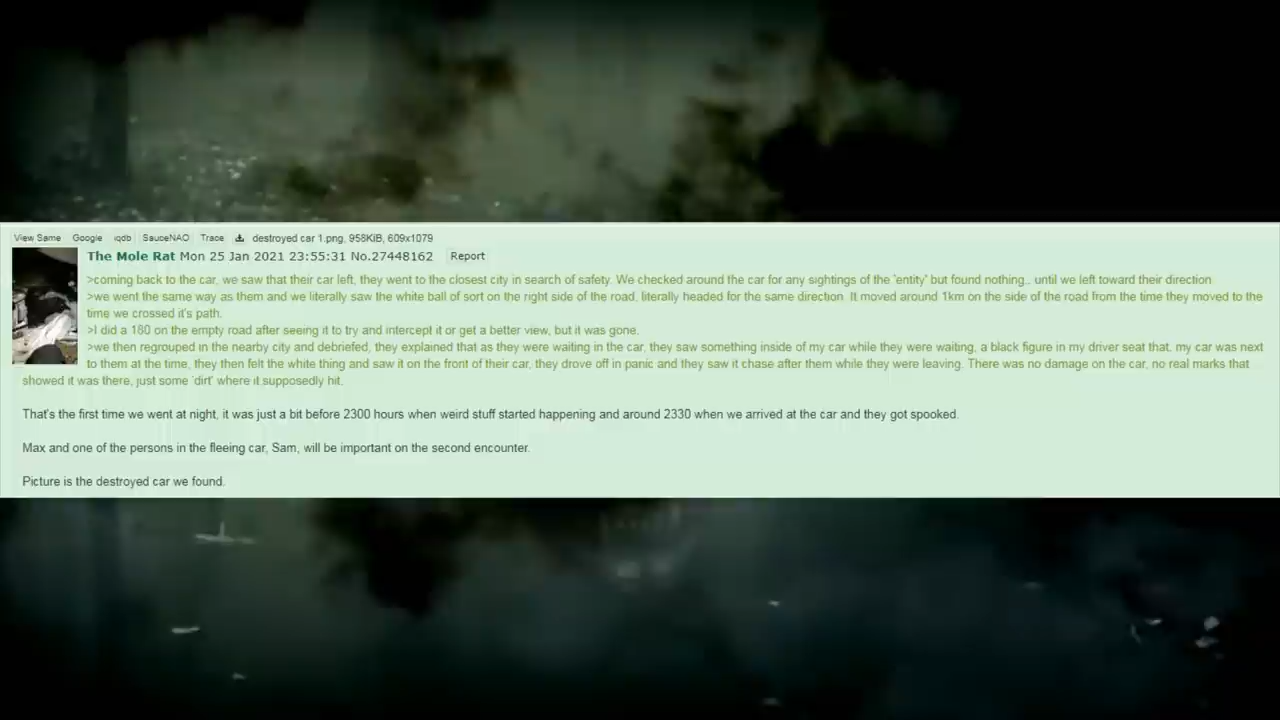 View Same Google iqdb SauceNAO Trace destroyed car 1.png, 958KiB, 609x1079
The Mole Rat Mon 25 Jan 2021 23:55:31 No.27448162 Report
>coming back to the car, we saw that their car left, they went to the closest city in search of safety. We checked around the car for any sightings of the "entity" but found nothing... until we left toward their direction.
>we went the same way as them and we literally saw the white ball of sort on the right side of the road, literally headed for the same direction. It moved around 1km on the side of the road from the time they moved to the
time we crossed it's path.
>I did a 180 on the empty road after seeing it to try and intercept it or get a better view, but it was gone.
>we then regrouped in the nearby city and debriefed, they explained that as they were waiting in the car, they saw something inside of my car while they were waiting, a black figure in my driver seat that, my car was next
to them at the time, they then felt the white thing and saw it on the front of their car, they drove off in panic and they saw it chase after them while they were leaving. There was no damage on the car, no real marks that
showed it was there, just some 'dirt' where it supposedly hit.
That's the first time we went at night, it was just a bit before 2300 hours when weird stuff started happening and around 2330 when we arrived at the car and they got spooked.
Max and one of the persons in the fleeing car, Sam, will be important on the second encounter.
Picture is the destroyed car we found.